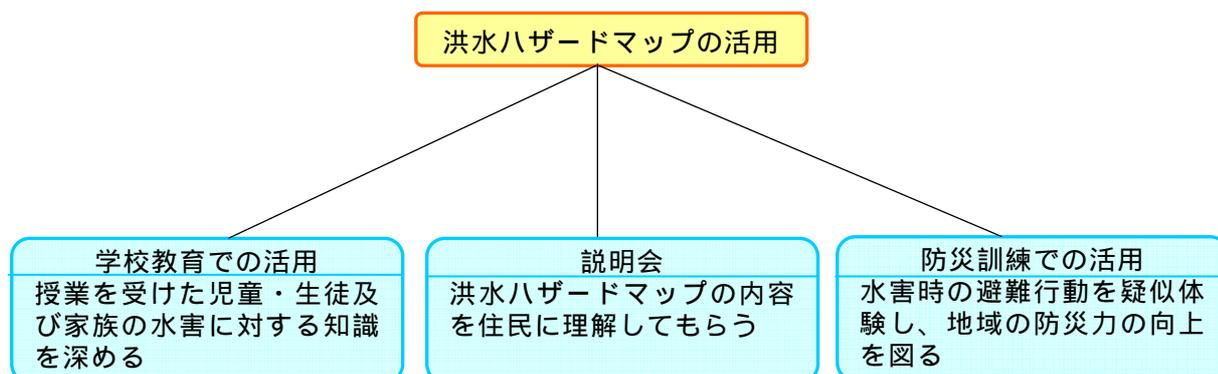 洪水ハザードマップの活用
学校教育での活用
授業を受けた児童・生徒及
び家族の水害に対する知識
を深める
説明会
洪水ハザードマップの内容
を住民に理解してもらう
防災訓練での活用
水害時の避難行動を疑似体
験し、地域の防災力の向上
を図る